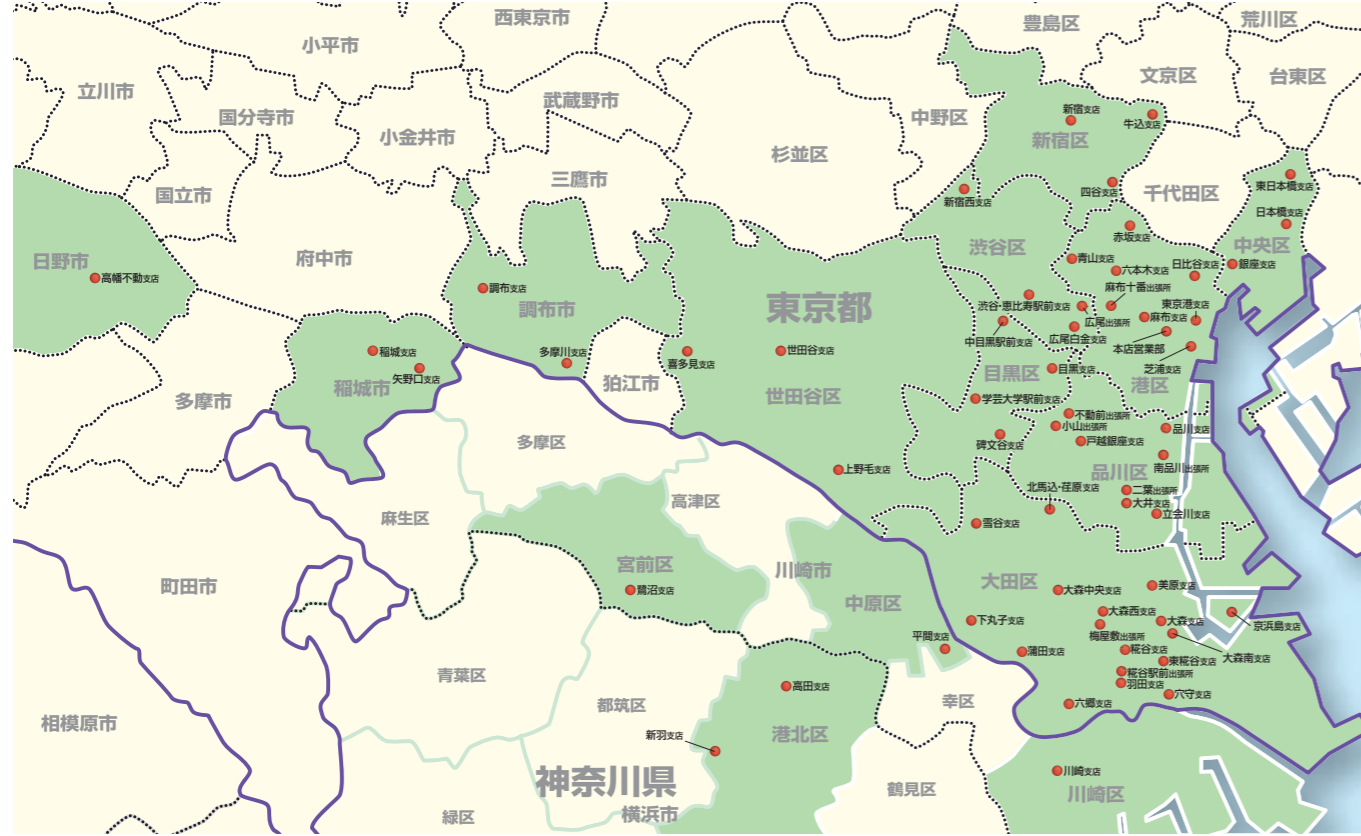 西東京市
豊島区
荒川区
小平市
文京区
台東区
立川市
国分寺市
武蔵野市
小金井市
中野区
新宿支店
牛込支店
新宿区
杉並区
三鷹市
国立市
新宿西支店
四谷支店
千代田区
東日本橋支店
日本橋支店
赤坂支店
中央区
渋谷区
日野市
高幡不動支店
府中市
青山支店
六本木支店
日比谷支店
銀座支店
調布支店
麻布十番出張所
東京都
渋谷・恵比寿駅前支店
東京港支店
調布市
麻布支店
広尾出張所
中目黒駅前支店
広尾白金支店
本店営業部
稲城支店
多摩川支店
喜多見支店
世田谷支店
芝浦支店
矢野口支店
稲城市
狛江市
目黒区
目黒支店
港区
多摩市
世田谷区
学芸大学駅前支店
不動前出張所
小山出張所
品川支店
多摩区
碑文谷支店
戸越銀座支店
上野毛支店
品川区
南品川出張所
高津区
北馬込・荏原支店
二葉出張所
大井支店
立会川支店
麻生区
雪谷支店
宮前区
川崎市
町田市
鷺沼支店
大田区
大森中央支店
美原支店
中原区
大森西支店
京浜島支店
下丸子支店
大森支店
梅屋敷出張所
平間支店
蒲田支店
糀谷支店
大森南支店
東糀谷支店
青葉区
糀谷駅前出張所
高田支店
羽田支店
穴守支店
都筑区
幸区
六郷支店
相模原市
新羽支店
港北区
川崎支店
神奈川県
鶴見区
川崎区
緑区
横浜市